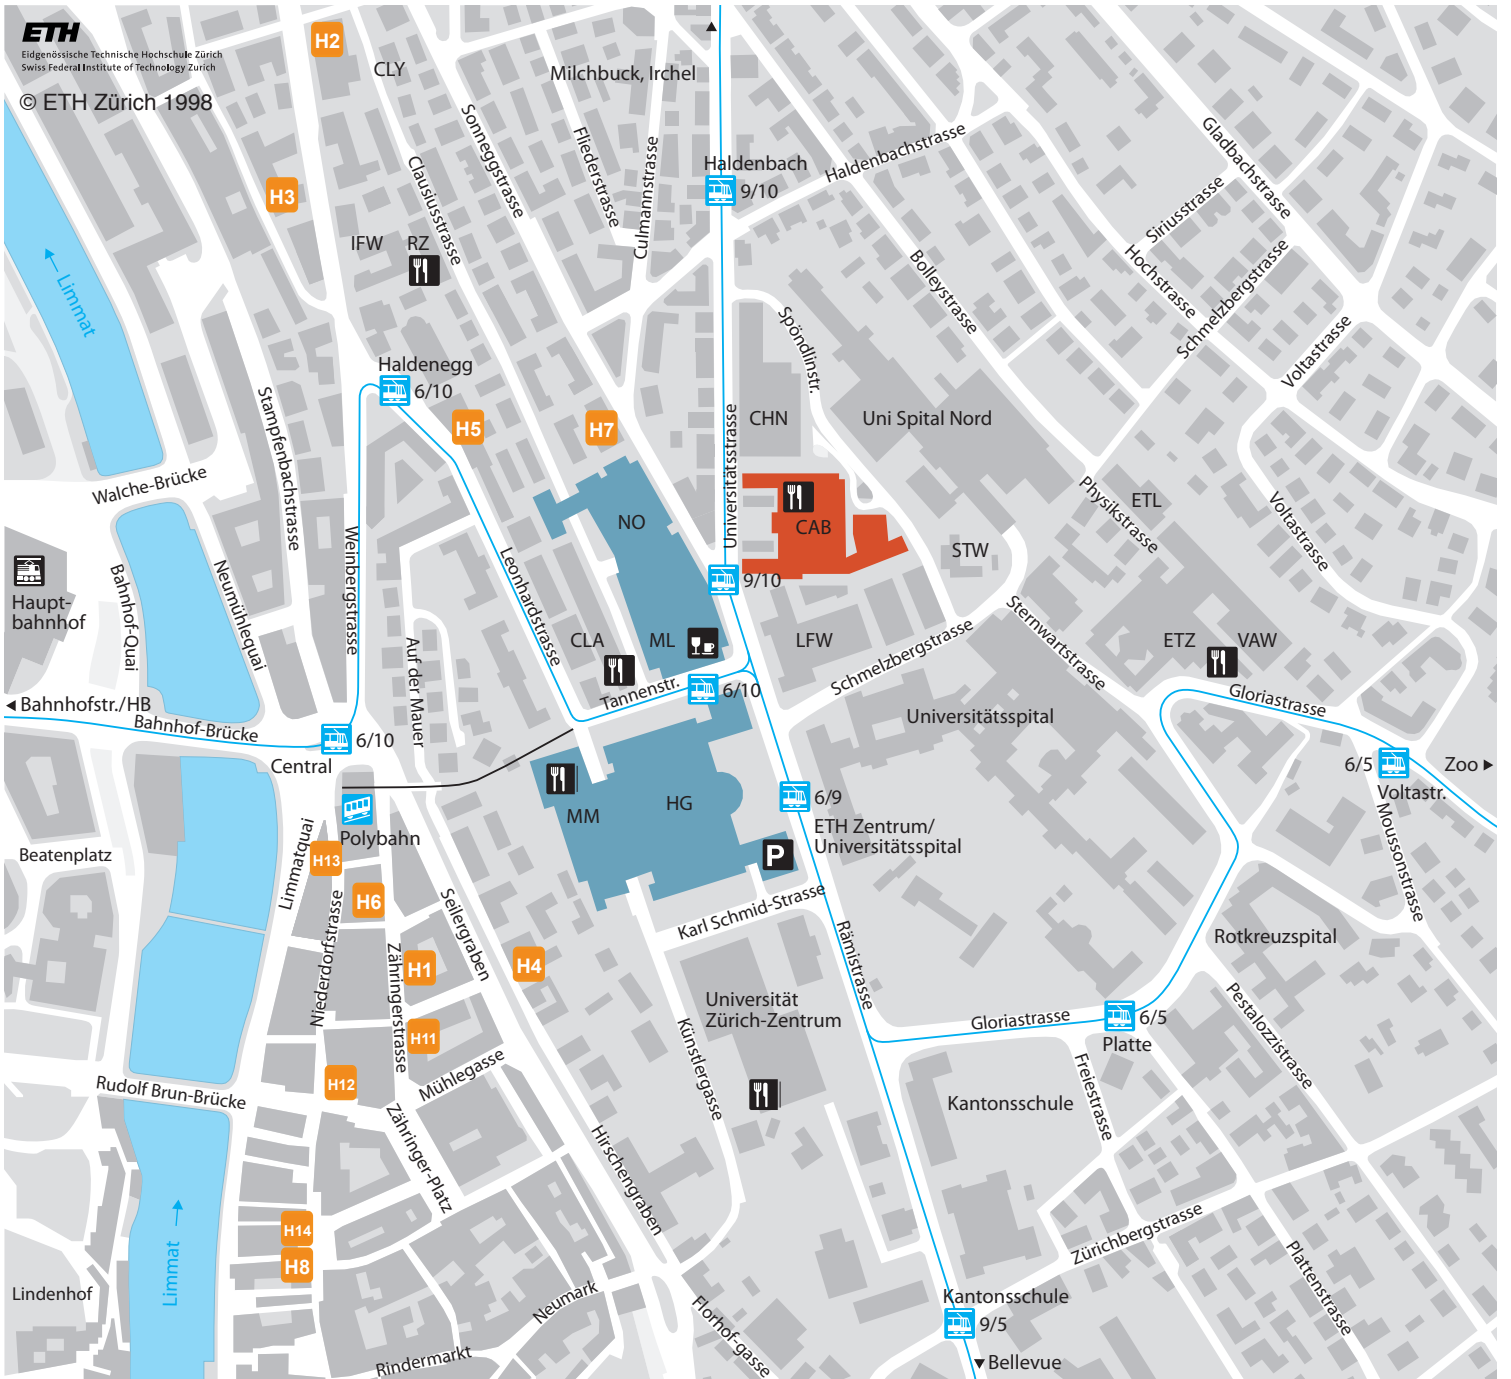 ETH
Eidgenössische Technische Hochschule Zürich
Swiss Federal Institute of Technology Zurich
© ETH Zürich 1998
H2
CLY
Milchbuck, Irchel
Sonneggstrasse
Fliederstrasse
Culmannstrasse
Haldenbach
9/10
Haldenbachstrasse
Gladbachstrasse
H3
Clausiusstrasse
IFW
RZ
Siriusstrasse
Hochstrasse
Schmelzbergstrasse
Bolleystrasse
Limmat
Spöndlinstr.
Voltastrasse
Haldenegg
6/10
Stampfenbachstrasse
H5
H7
CHN
Uni Spital Nord
Universitätsstrasse
Walche-Brücke
NO
CAB
Physikstrasse
ETL
Voltastrasse
STW
Weinbergstrasse
Leonhardstrasse
9/10
Haupt-
bahnhof
Bahnhof-Quai
Neumühlequai
CLA
ML
LFW
Schmelzbergstrasse
Sternwartstrasse
ETZ
VAW
Auf der Mauer
Tannenstr.
6/10
Gloriastrasse
Bahnhofstr./HB
Bahnhof-Brücke
6/10
Central
Universitätsspital
6/5
Voltastr.
Zoo
MM
HG
6/9
ETH Zentrum/
Universitätsspital
Polybahn
P
Beatenplatz
Limmatquai
H13
H6
Niederdorfstrasse
Seilergraben
Karl Schmid-Strasse
Moussonstrasse
Zähringerstrasse
H1
H4
Rämistrasse
Rotkreuzspital
Universität
Zürich-Zentrum
Gloriastrasse
6/5
Platte
Pestalozzistrasse
H11
Künstlergasse
Mühlegasse
H12
Rudolf Brun-Brücke
Freiestrasse
Kantonsschule
Zähringer-Platz
Hirschengraben
H14
H8
Limmat
Lindenhof
Zürichbergstrasse
Plattenstrasse
Neumark
Kantonsschule
9/5
Florhof-gasse
Rindermarkt
Bellevue